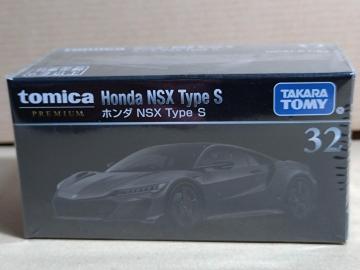 tomica
PREMIUM
Honda NSX Type S
ホンダ NSX Type S
TAKARA
TOMY
32